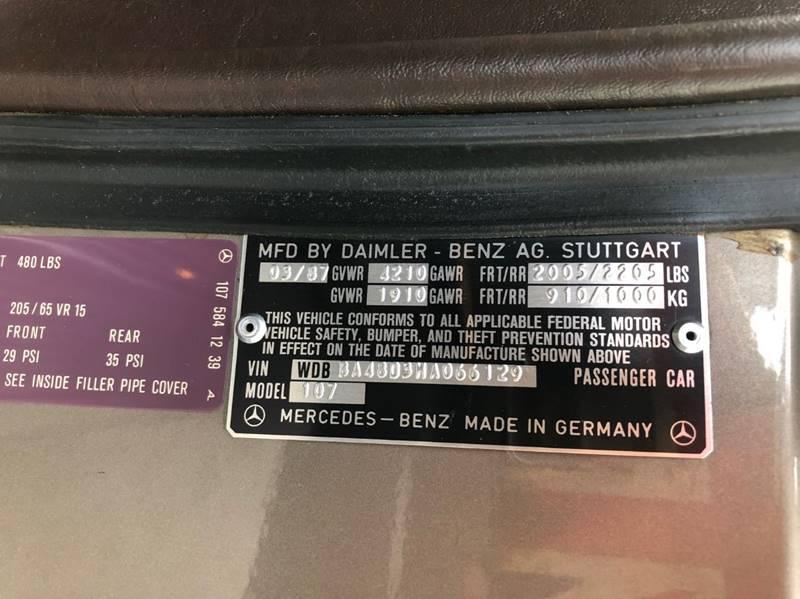 T 480 LBS
205/65 VR 15
FRONT REAR
29 PSI 35 PSI
SEE INSIDE FILLER PIPE COVER
107 584 12 39 A
MFD BY DAIMLER - BENZ AG. STUTTGART
03/87 GVWR 4210 GAWR FRT/RR 2005/2205 LBS
GVWR 1910 GAWR FRT/RR 910/1000 KG
THIS VEHICLE CONFORMS TO ALL APPLICABLE FEDERAL MOTOR
VEHICLE SAFETY, BUMPER, AND THEFT PREVENTION STANDARDS
IN EFFECT ON THE DATE OF MANUFACTURE SHOWN ABOVE
VIN WDB BA48D5HA066129 PASSENGER CAR
MODEL 107
MERCEDES-BENZ MADE IN GERMANY